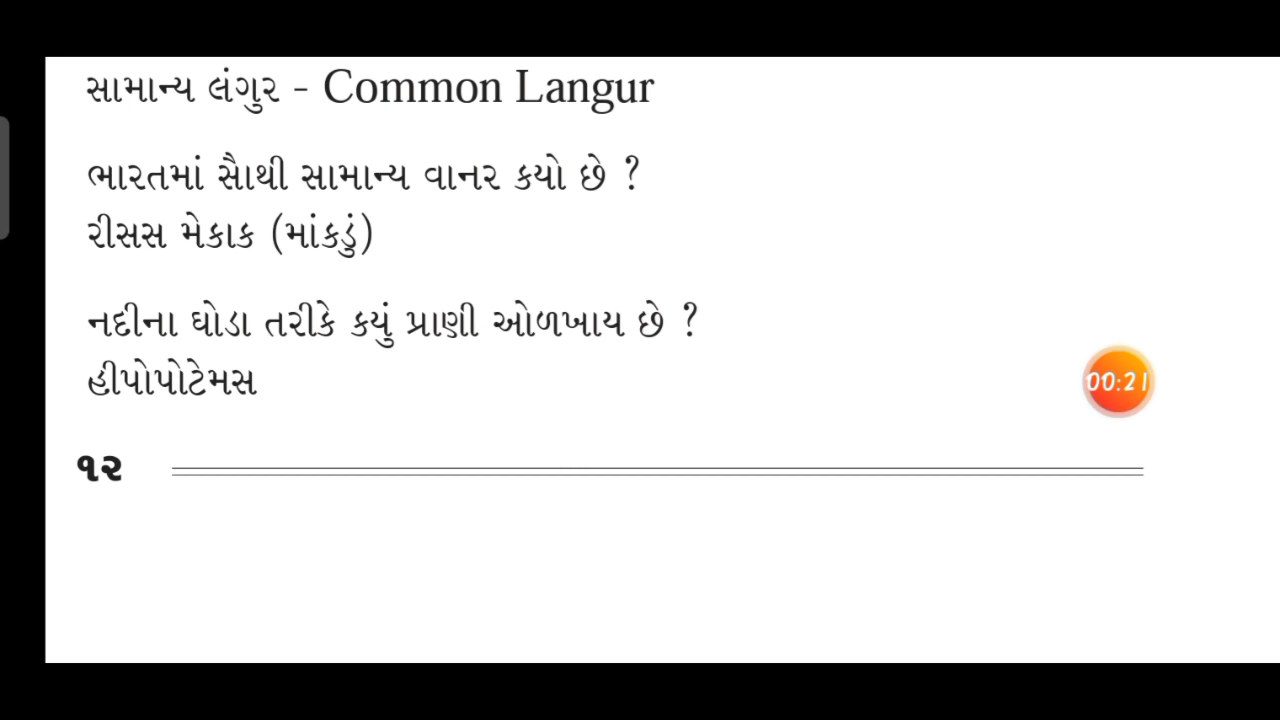 સામાન્ય લંગુર - Common Langur
ભારતમાં સૌથી સામાન્ય વાનર કયો છે ?
રીસસ મેકાક (માંકડું)
નદીના ઘોડા તરીકે કયું પ્રાણી ઓળખાય છે ?
હીપોપોટેમસ
00:21
૧૨